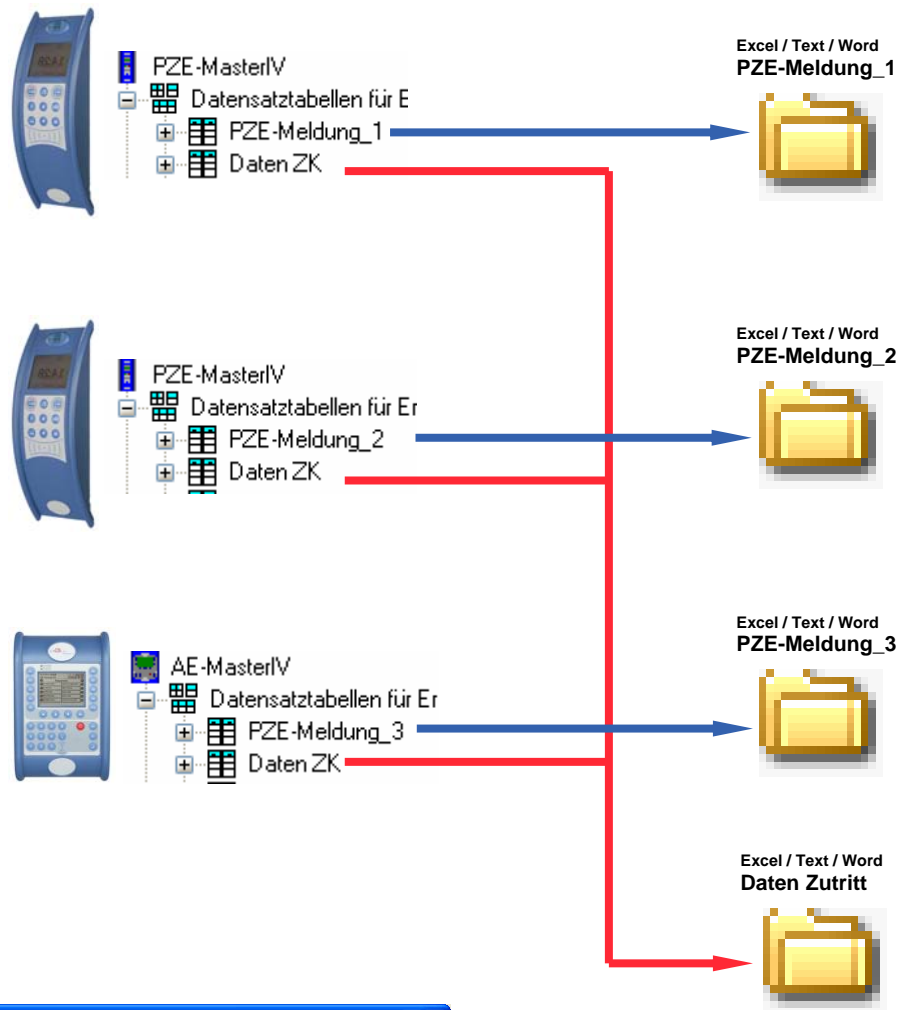 PZE-MasterIV
Datensatztabellen für E
PZE-Meldung_1
Daten ZK
Excel / Text / Word
PZE-Meldung_1
PZE-MasterIV
Datensatztabellen für Er
PZE-Meldung_2
Daten ZK
Excel / Text / Word
PZE-Meldung_2
AE-MasterIV
Datensatztabellen für Er
PZE-Meldung_3
Daten ZK
Excel / Text / Word
PZE-Meldung_3
Excel / Text / Word
Daten Zutritt